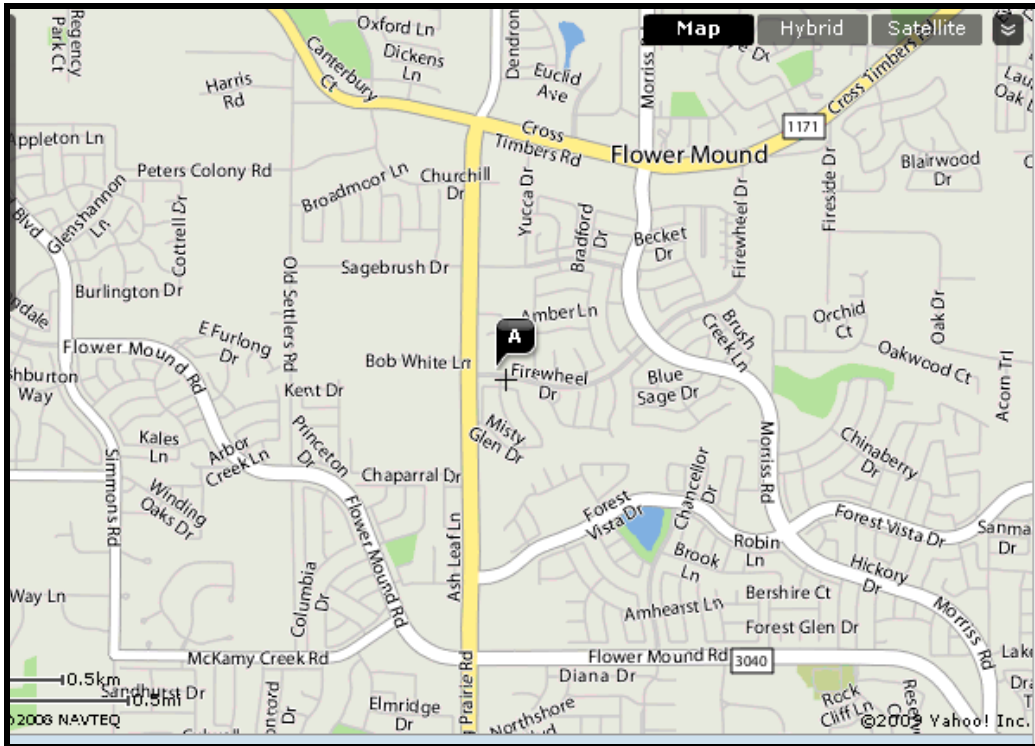 Regency
Park Ct
Oxford Ln
Dickens
Ln
Dendron
Map
Hybrid
Satellite
Canterbury
Ct
Harris
Rd
Euclid
Ave
Morriss
Cross Timbers Rd
Oak
1171
Appleton Ln
Cross
Timbers Rd
Flower Mound
Peters Colony Rd
Broadmoor Ln
Churchill
Dr
Blairwood
Dr
Blvd
Glenshannon
Ln
Cottrell Dr
Yucca Dr
Bradford
Dr
Becket
Dr
Firewheel Dr
Fireside Dr
Sagebrush Dr
Old Settlers Rd
Burlington Dr
Amber Ln
Orchid
Ct
Oak Dr
E Furlong
Dr
Flower Mound Rd
A
Brush
Creek Ln
Bob White Ln
Firewheel
Dr
Blue
Sage Dr
Oakwood Ct
Acorn Trl
Way
Kent Dr
Misty
Glen Dr
Princeton
Dr
Kales
Ln
Arbor
Creek Ln
Chaparral Dr
Chancellor
Dr
Morriss Rd
Chinaberry
Dr
Simmons Rd
Winding
Oaks Dr
Flower Mound Rd
Forest
Vista Dr
Forest Vista Dr
Robin
Ln
Brook
Ln
Hickory
Dr
Ash Leaf Ln
Way Ln
Columbia
Dr
Bershire Ct
Amhearst Ln
Forest Glen Dr
Morriss Rd
McKamy Creek Rd
Flower Mound Rd
3040
Diana Dr
Prairie Rd
0.5km
Sandhurst Dr
0.5mi
Elmridge
Dr
Northshore
Rock
Cliff Ln
©2009 Yahoo! Inc.
NAVTEQ